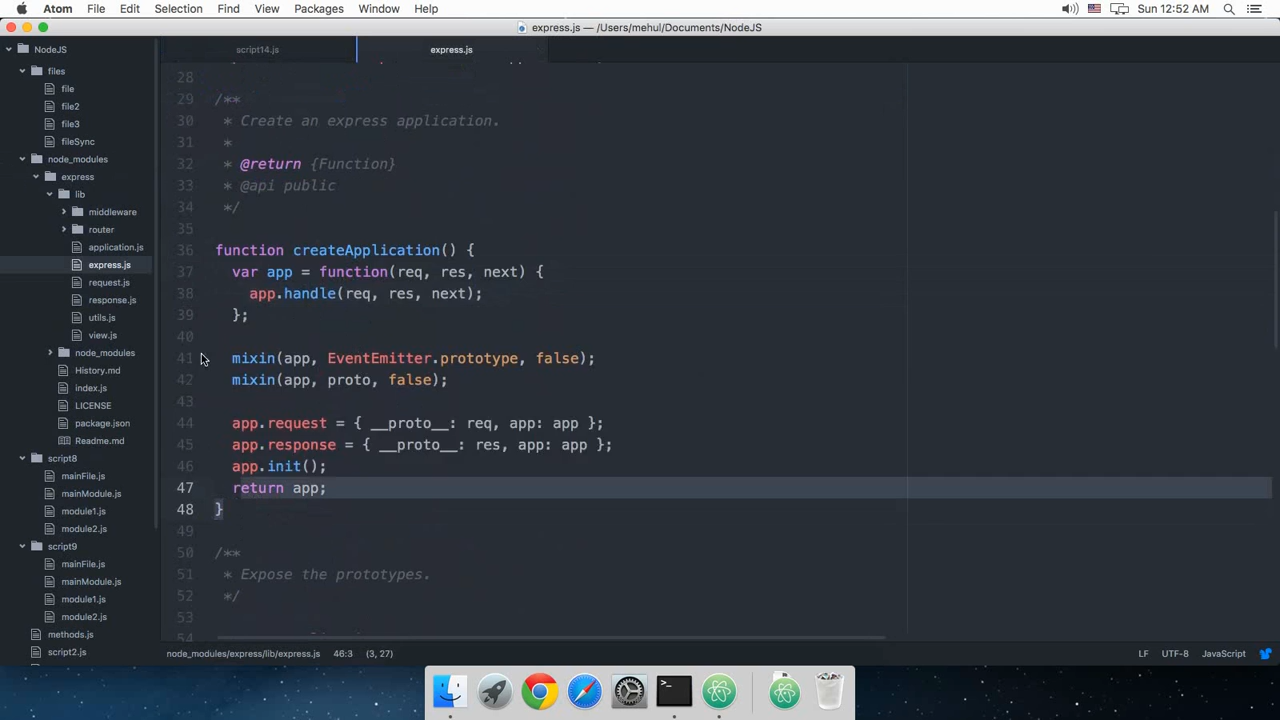 Atom File Edit Selection Find View Packages Window Help Sun 12:52 AM
express.js — /Users/mehul/Documents/NodeJS
NodeJS
files
file
file2
file3
fileSync
node_modules
express
lib
middleware
router
application.js
express.js
request.js
response.js
utils.js
view.js
node_modules
History.md
index.js
LICENSE
package.json
Readme.md
script8
mainFile.js
mainModule.js
module1.js
module2.js
script9
mainFile.js
mainModule.js
module1.js
module2.js
methods.js
script2.js
script14.js express.js
28
29 /**
30 * Create an express application.
31 *
32 * @return {Function}
33 * @api public
34 */
35
36 function createApplication() {
37 var app = function(req, res, next) {
38 app.handle(req, res, next);
39 };
40
41 mixin(app, EventEmitter.prototype, false);
42 mixin(app, proto, false);
43
44 app.request = { __proto__: req, app: app };
45 app.response = { __proto__: res, app: app };
46 app.init();
47 return app;
48 }
49
50 /**
51 * Expose the prototypes.
52 */
53
54
node_modules/express/lib/express.js 46:3 (3, 27) LF UTF-8 JavaScript